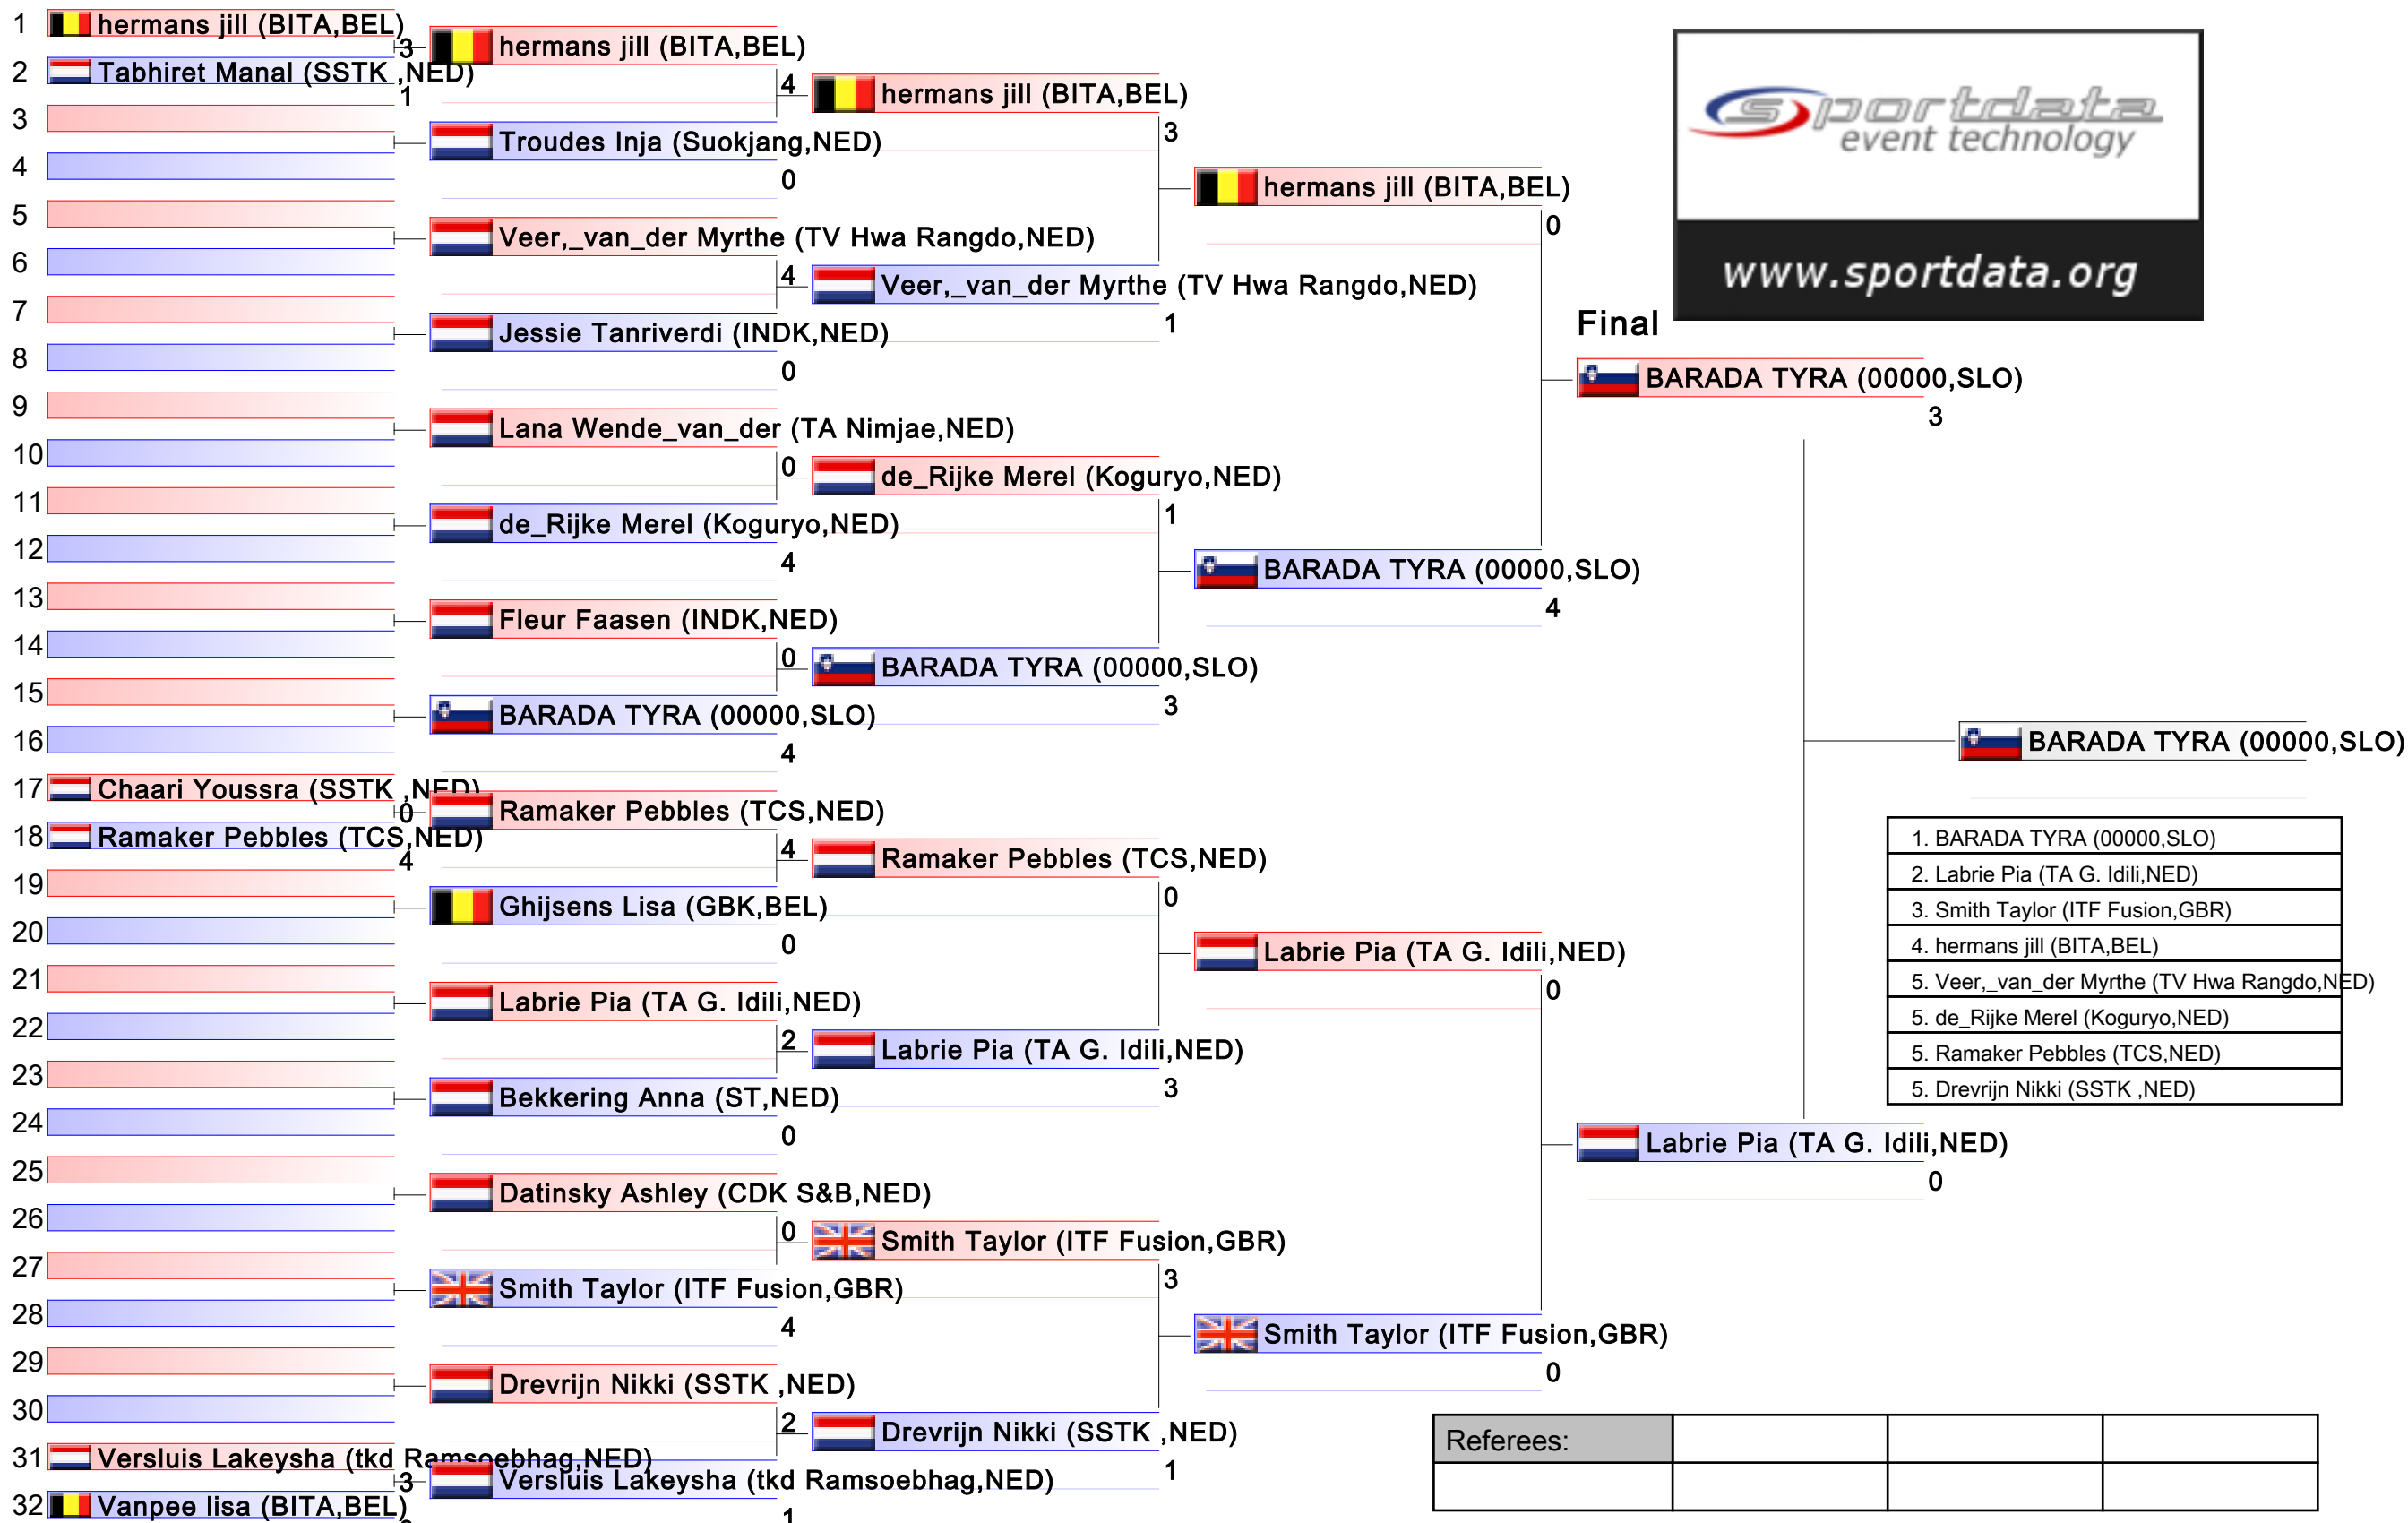 1 hermans jill (BITA,BEL)
3
2 Tabhiret Manal (SSTK ,NED)
1
3
4
5
6
7
8
9
10
11
12
13
14
15
16
17 Chaari Youssra (SSTK ,NED)
0
18 Ramaker Pebbles (TCS,NED)
4
19
20
21
22
23
24
25
26
27
28
29
30
31 Versluis Lakeysha (tkd Ramsoebhag,NED)
3
32 Vanpee lisa (BITA,BEL)
hermans jill (BITA,BEL)
4
Troudes Inja (Suokjang,NED)
0
Veer,_van_der Myrthe (TV Hwa Rangdo,NED)
4
Jessie Tanriverdi (INDK,NED)
0
Lana Wende_van_der (TA Nimjae,NED)
0
de_Rijke Merel (Koguryo,NED)
4
Fleur Faasen (INDK,NED)
0
BARADA TYRA (00000,SLO)
4
Ramaker Pebbles (TCS,NED)
4
Ghijsens Lisa (GBK,BEL)
0
Labrie Pia (TA G. Idili,NED)
2
Bekkering Anna (ST,NED)
0
Datinsky Ashley (CDK S&B,NED)
0
Smith Taylor (ITF Fusion,GBR)
4
Drevrijn Nikki (SSTK ,NED)
2
Versluis Lakeysha (tkd Ramsoebhag,NED)
1
hermans jill (BITA,BEL)
3
Veer,_van_der Myrthe (TV Hwa Rangdo,NED)
1
de_Rijke Merel (Koguryo,NED)
1
BARADA TYRA (00000,SLO)
3
Ramaker Pebbles (TCS,NED)
0
Labrie Pia (TA G. Idili,NED)
3
Smith Taylor (ITF Fusion,GBR)
3
Drevrijn Nikki (SSTK ,NED)
1
hermans jill (BITA,BEL)
0
BARADA TYRA (00000,SLO)
4
Labrie Pia (TA G. Idili,NED)
0
Smith Taylor (ITF Fusion,GBR)
0
sportdata
event technology
www.sportdata.org
Final
BARADA TYRA (00000,SLO)
3
Labrie Pia (TA G. Idili,NED)
0
BARADA TYRA (00000,SLO)
1. BARADA TYRA (00000,SLO)
2. Labrie Pia (TA G. Idili,NED)
3. Smith Taylor (ITF Fusion,GBR)
4. hermans jill (BITA,BEL)
5. Veer,_van_der Myrthe (TV Hwa Rangdo,NED)
5. de_Rijke Merel (Koguryo,NED)
5. Ramaker Pebbles (TCS,NED)
5. Drevrijn Nikki (SSTK ,NED)
Referees: